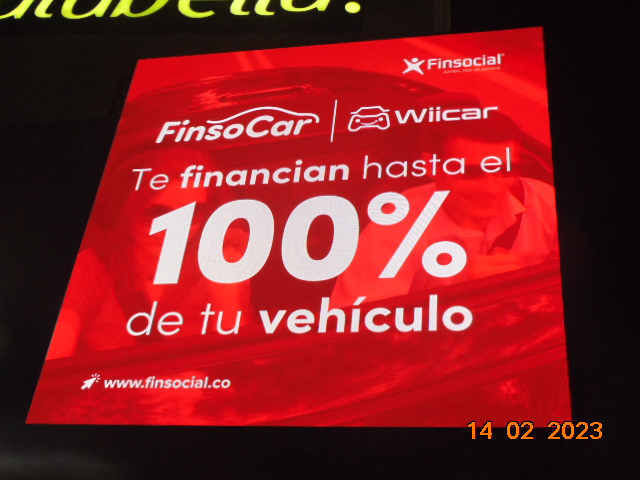 Finsocial
FinsoCar | wiicar
Te financian hasta el
100%
de tu vehículo
www.finsocial.co
14 02 2023